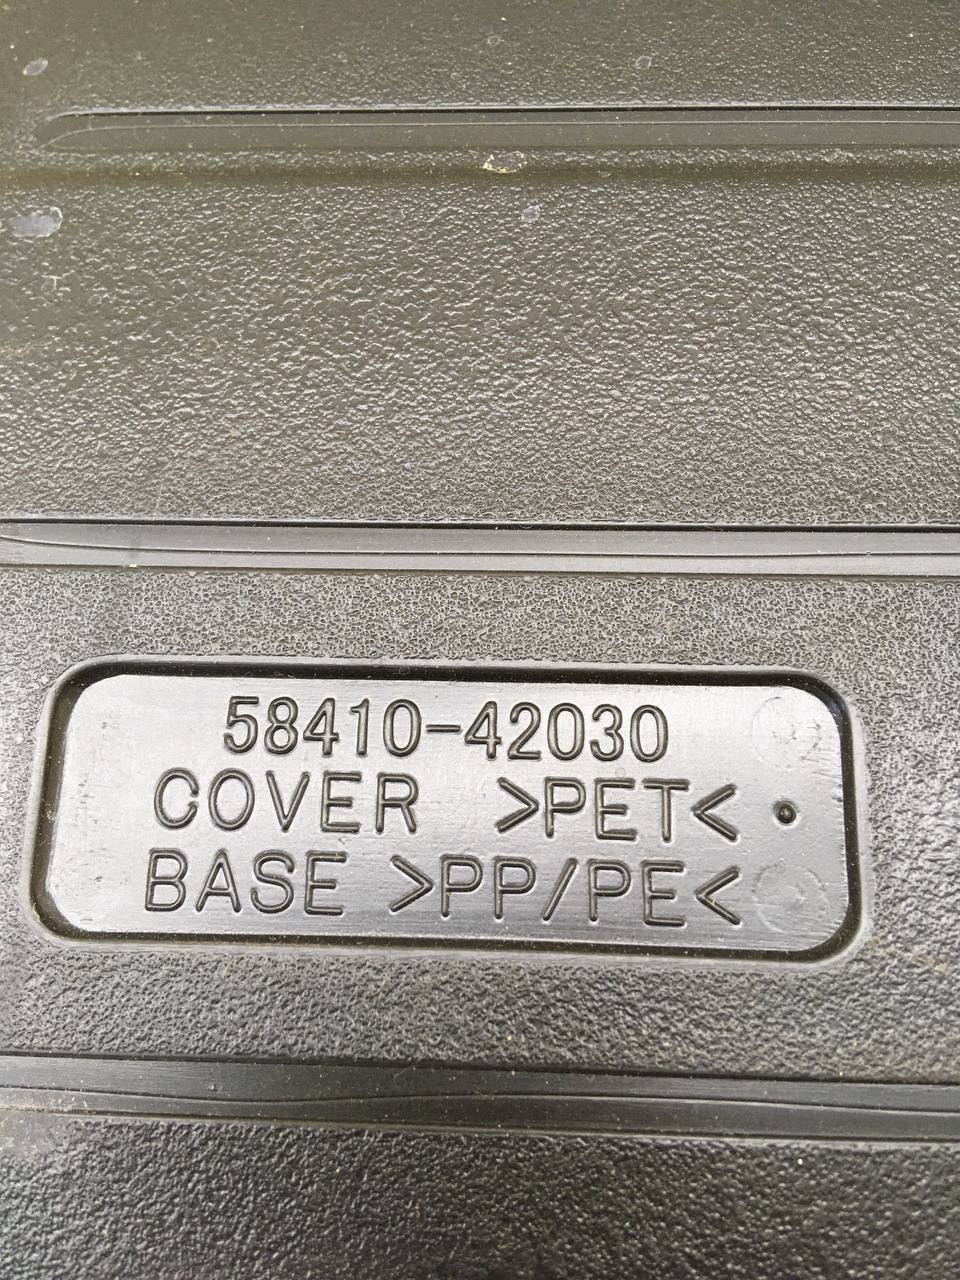 58410-42030
COVER >PET<
BASE >PP/PE<